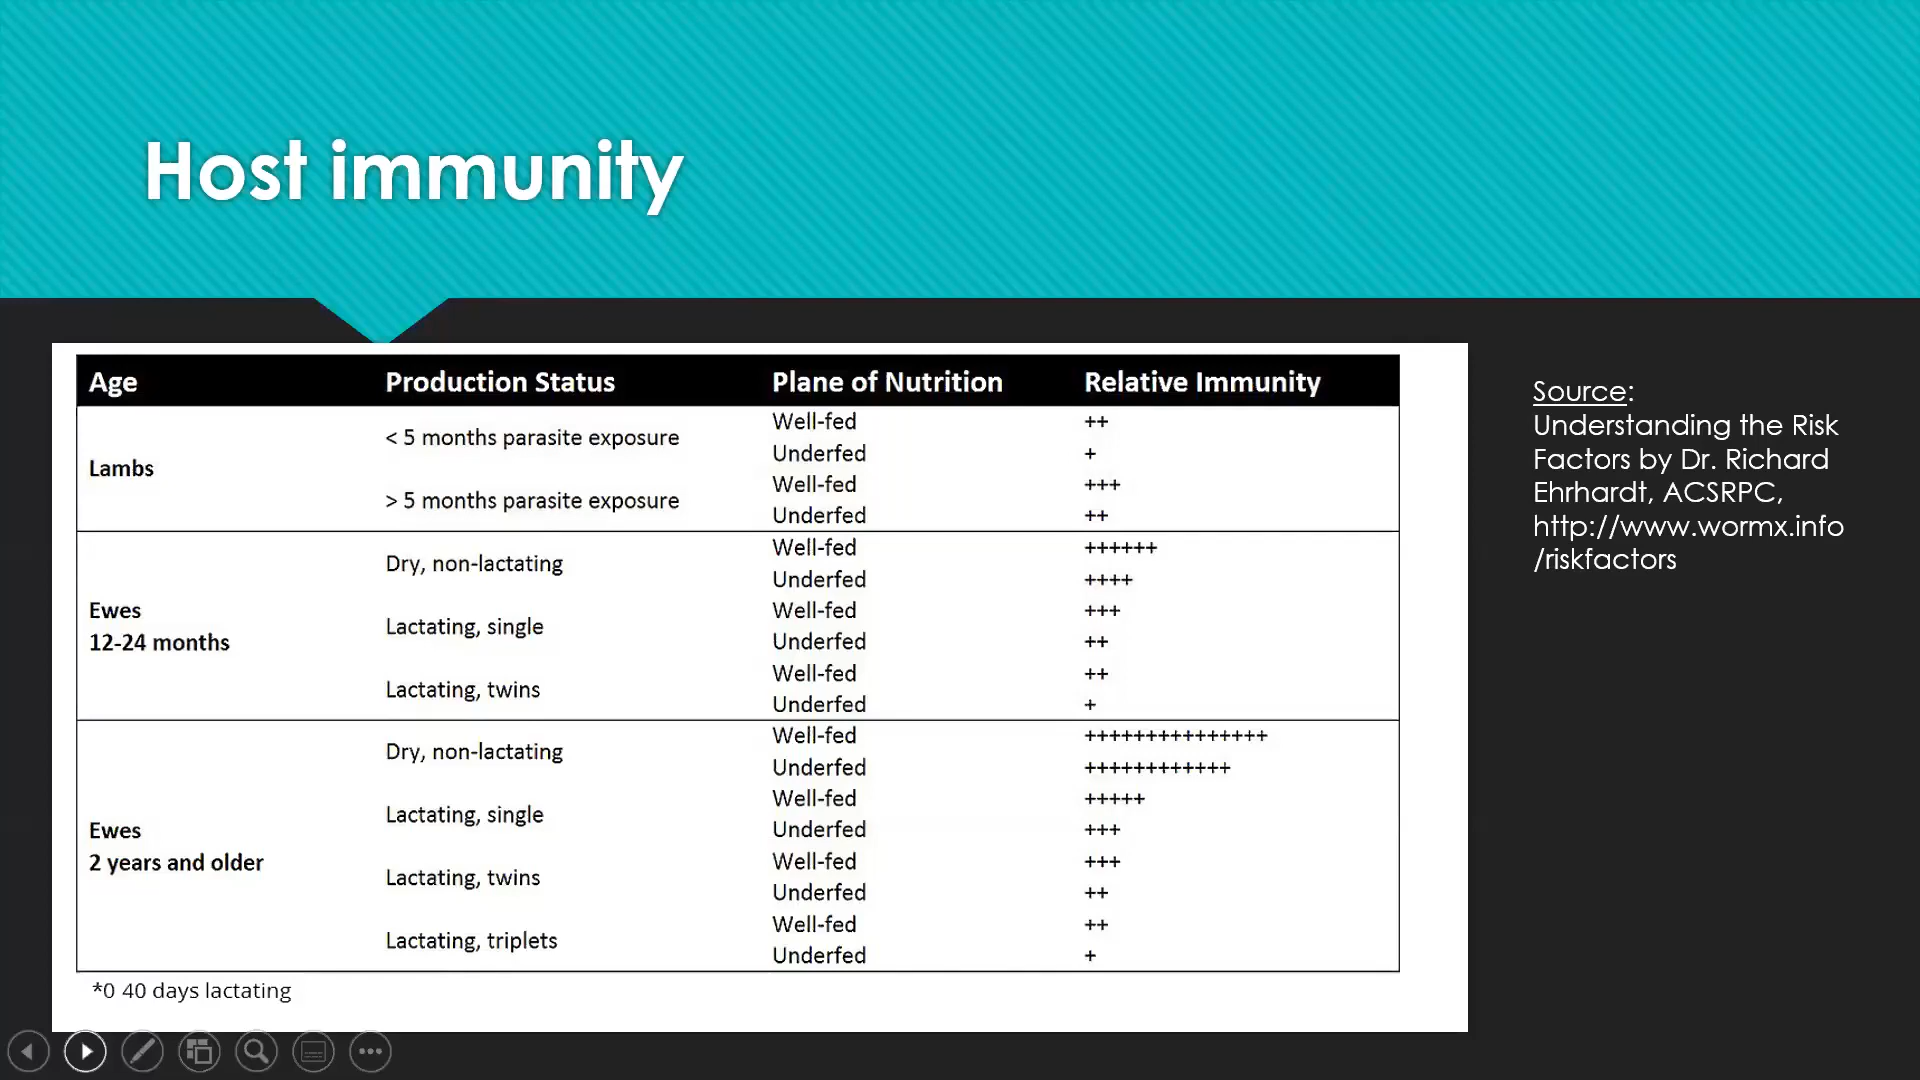 Host immunity
Age Production Status Plane of Nutrition Relative Immunity
Lambs
< 5 months parasite exposure
Well-fed ++
Underfed +
> 5 months parasite exposure
Well-fed +++
Underfed ++
Ewes
12-24 months
Dry, non-lactating
Well-fed ++++++
Underfed ++++
Lactating, single
Well-fed +++
Underfed ++
Lactating, twins
Well-fed ++
Underfed +
Ewes
2 years and older
Dry, non-lactating
Well-fed +++++++++++++++
Underfed ++++++++++++
Lactating, single
Well-fed +++++
Underfed +++
Lactating, twins
Well-fed +++
Underfed ++
Lactating, triplets
Well-fed ++
Underfed +
*0 40 days lactating
Source:
Understanding the Risk
Factors by Dr. Richard
Ehrhardt, ACSRPC,
http://www.wormx.info
/riskfactors